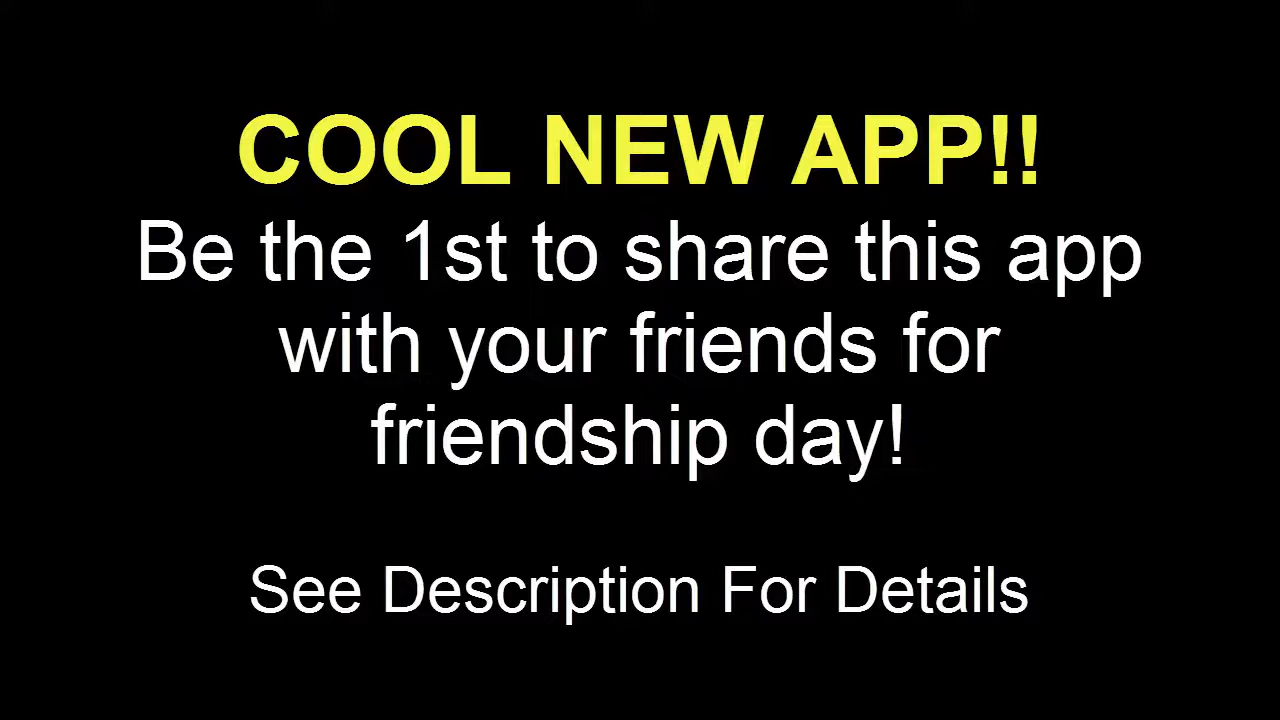 COOL NEW APP!!
Be the 1st to share this app
with your friends for
friendship day!
See Description For Details